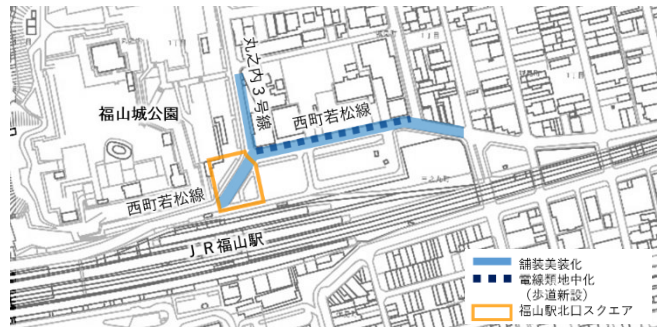 丸之内3号線
福山城公園
西町若松線
西町若松線
JR福山駅
舗装美装化
電線類地中化
(歩道新設)
福山駅北口スクエア